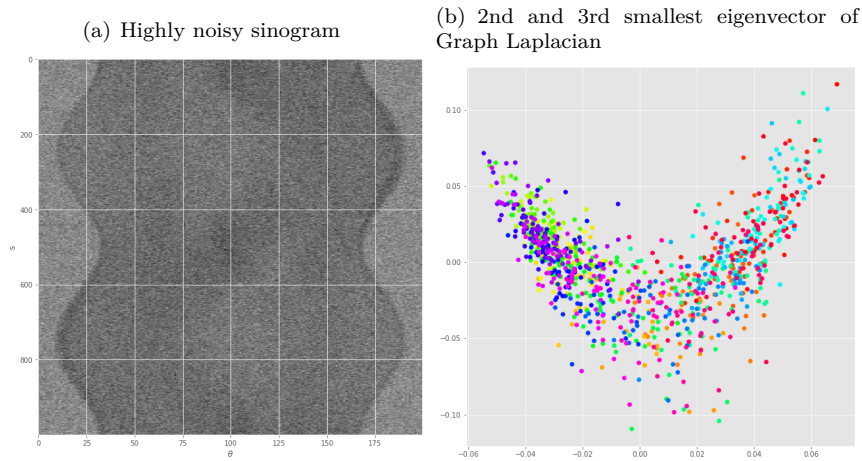 (a) Highly noisy sinogram
0
200
400
600
800
s
0 25 50 75 100 125 150 175
θ
(b) 2nd and 3rd smallest eigenvector of
Graph Laplacian
0.10
0.05
0.00
−0.05
−0.10
−0.06 −0.04 −0.02 0.00 0.02 0.04 0.06